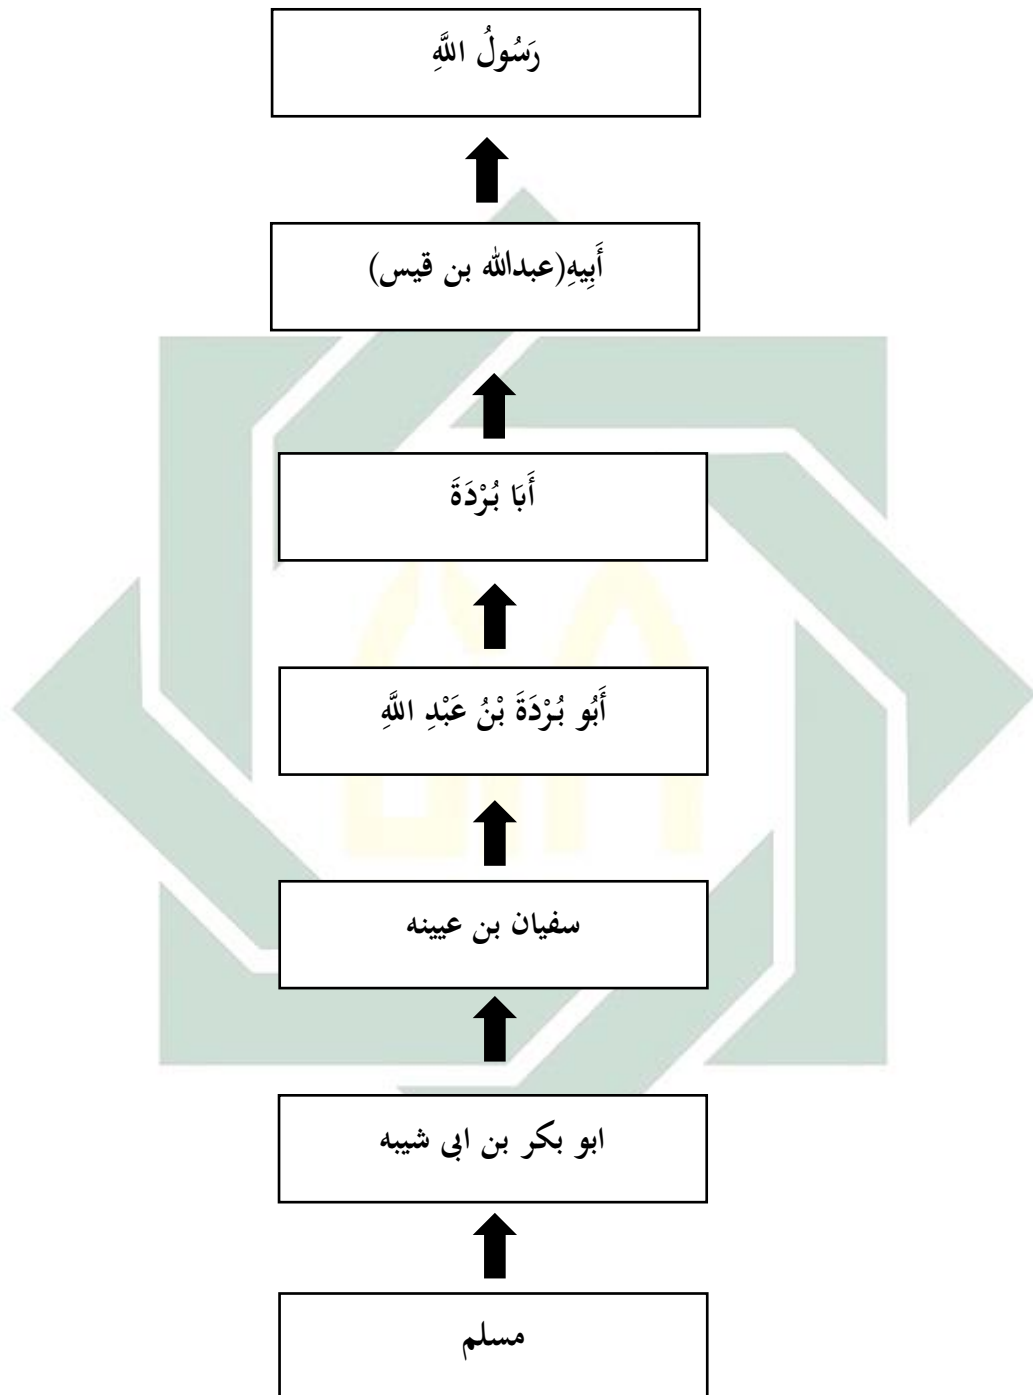 رَسُولُ اللَّهِ
أَبِيهِ(عبدالله بن قيس)
أَبَا بُرْدَةَ
أَبُو بُرْدَةَ بْنُ عَبْدِ اللَّهِ
سفيان بن عيينه
ابو بكر بن ابى شيبه
مسلم